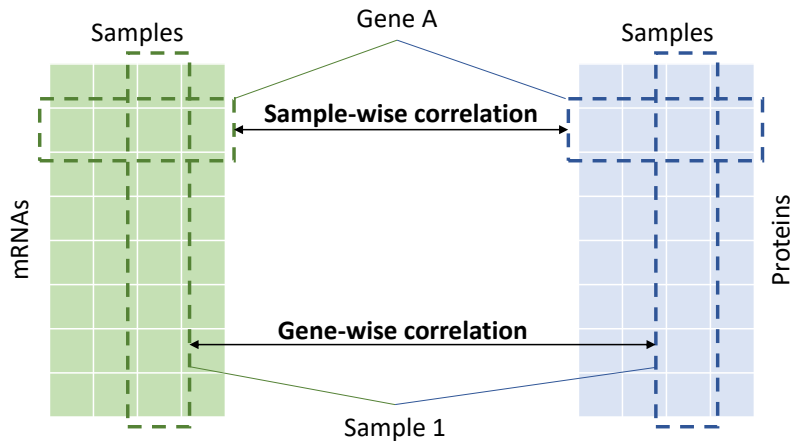 Gene A
Samples
Samples
Sample-wise correlation
mRNAs
Proteins
Gene-wise correlation
Sample 1